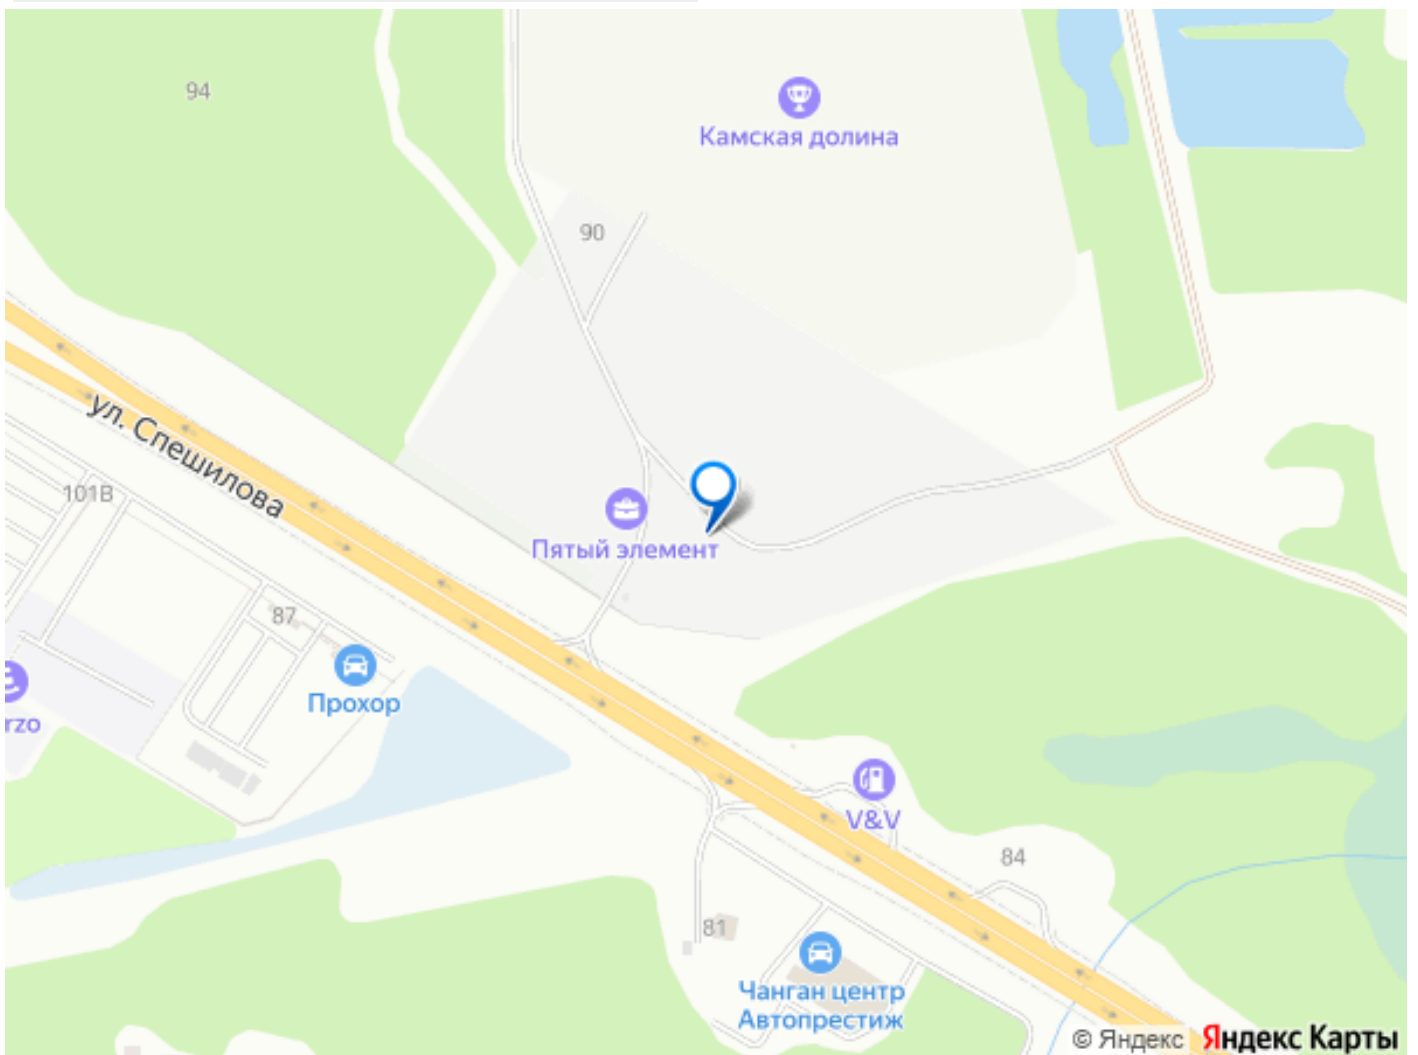 94
Камская долина
90
ул. Спешилова
101В
Пятый элемент
87
Прохор
rzo
V&V
84
81
Чанган центр
Автопрестиж
© Яндекс Яндекс Карты